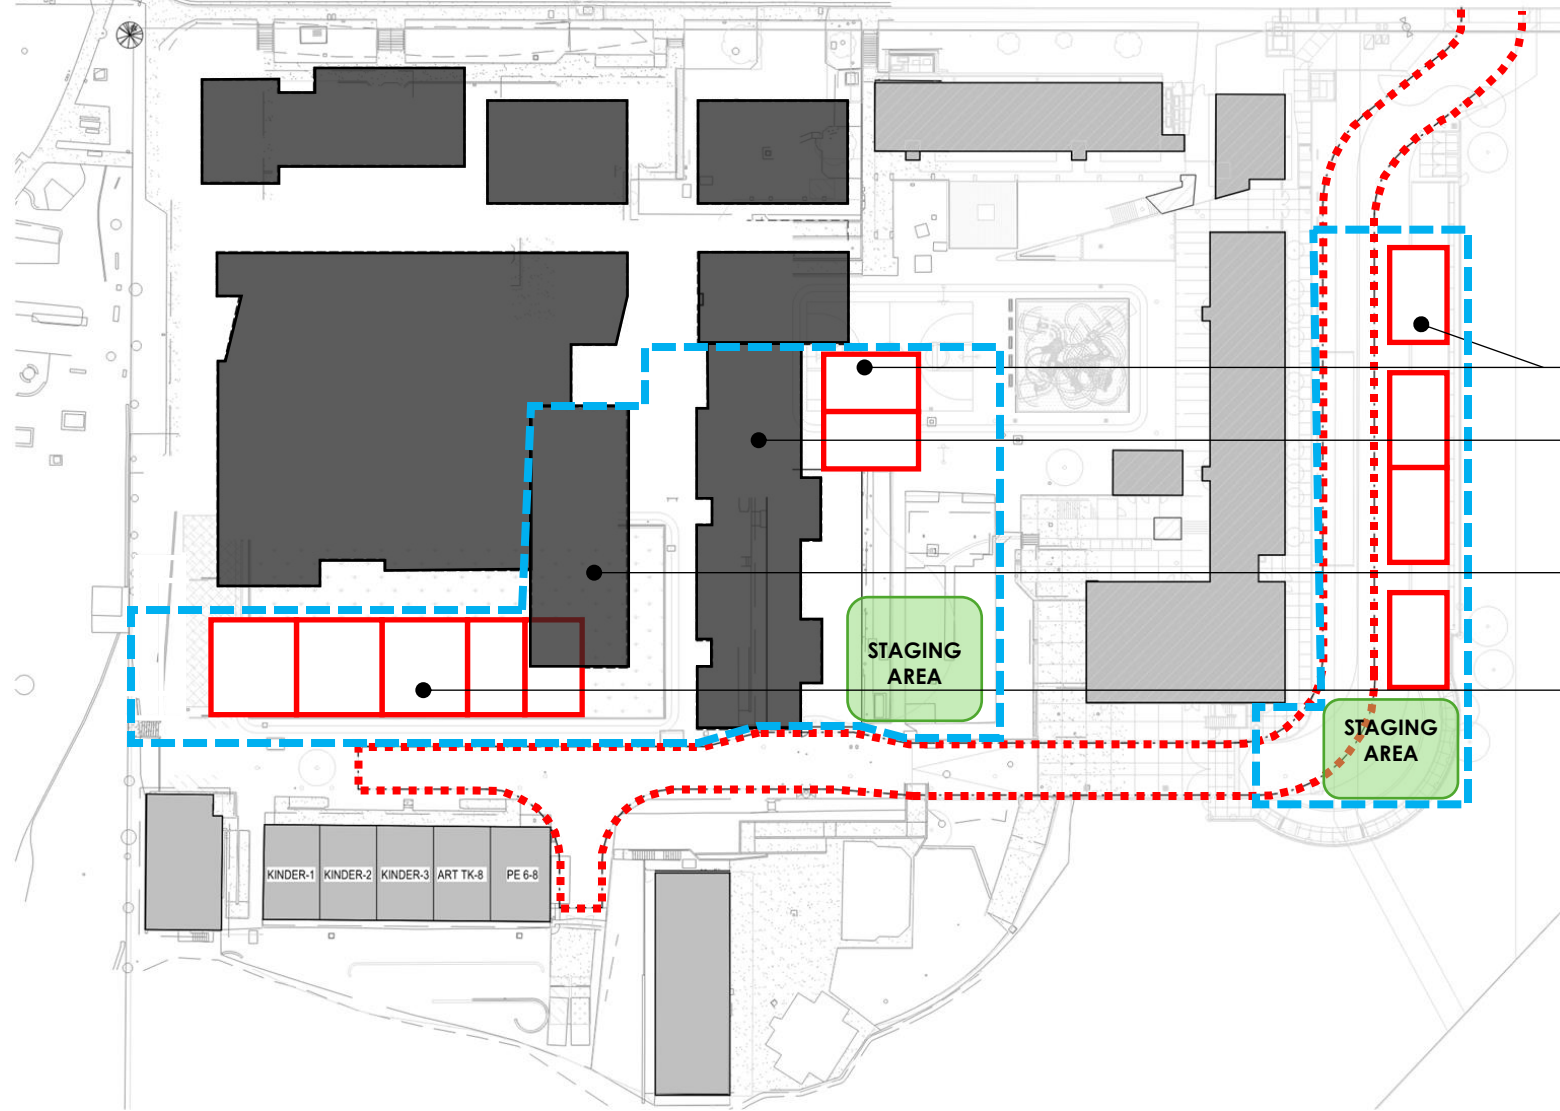 STAGING
AREA
STAGING
AREA
KINDER-1
KINDER-2
KINDER-3
ART TK-8
PE 6-8